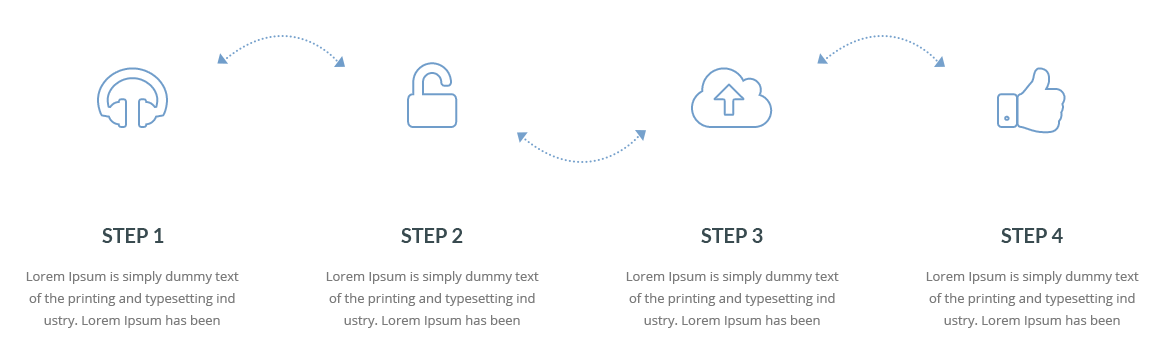 STEP 1
Lorem Ipsum is simply dummy text
of the printing and typesetting ind
ustry. Lorem Ipsum has been
STEP 2
Lorem Ipsum is simply dummy text
of the printing and typesetting ind
ustry. Lorem Ipsum has been
STEP 3
Lorem Ipsum is simply dummy text
of the printing and typesetting ind
ustry. Lorem Ipsum has been
STEP 4
Lorem Ipsum is simply dummy text
of the printing and typesetting ind
ustry. Lorem Ipsum has been